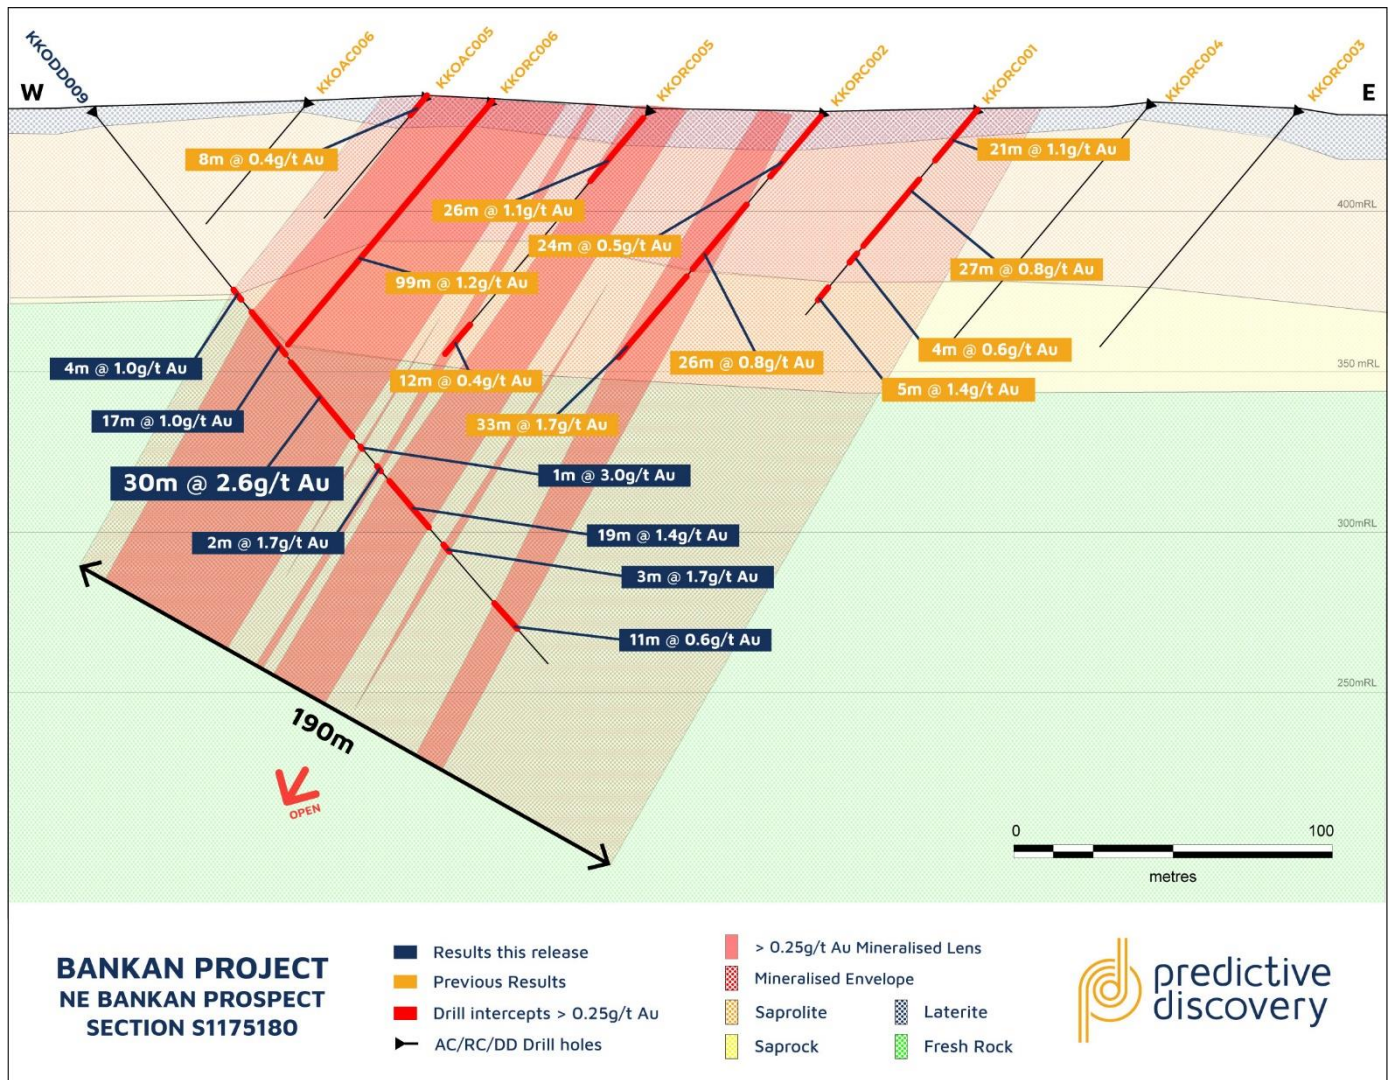 KKODD009
KKOAC006
KKOAC005
KKORC006
KKORC005
KKORC002
KKORC001
KKORC004
KKORC003
W
E
8m @ 0.4g/t Au
21m @ 1.1g/t Au
26m @ 1.1g/t Au
400mRL
24m @ 0.5g/t Au
27m @ 0.8g/t Au
99m @ 1.2g/t Au
4m @ 0.6g/t Au
4m @ 1.0g/t Au
26m @ 0.8g/t Au
350 mRL
12m @ 0.4g/t Au
5m @ 1.4g/t Au
17m @ 1.0g/t Au
33m @ 1.7g/t Au
30m @ 2.6g/t Au
1m @ 3.0g/t Au
300mRL
2m @ 1.7g/t Au
19m @ 1.4g/t Au
3m @ 1.7g/t Au
11m @ 0.6g/t Au
250mRL
190m
OPEN
0 100
metres
BANKAN PROJECT
NE BANKAN PROSPECT
SECTION S1175180
Results this release
Previous Results
Drill intercepts > 0.25g/t Au
AC/RC/DD Drill holes
> 0.25g/t Au Mineralised Lens
Mineralised Envelope
Saprolite
Saprock
Laterite
Fresh Rock
predictive
discovery